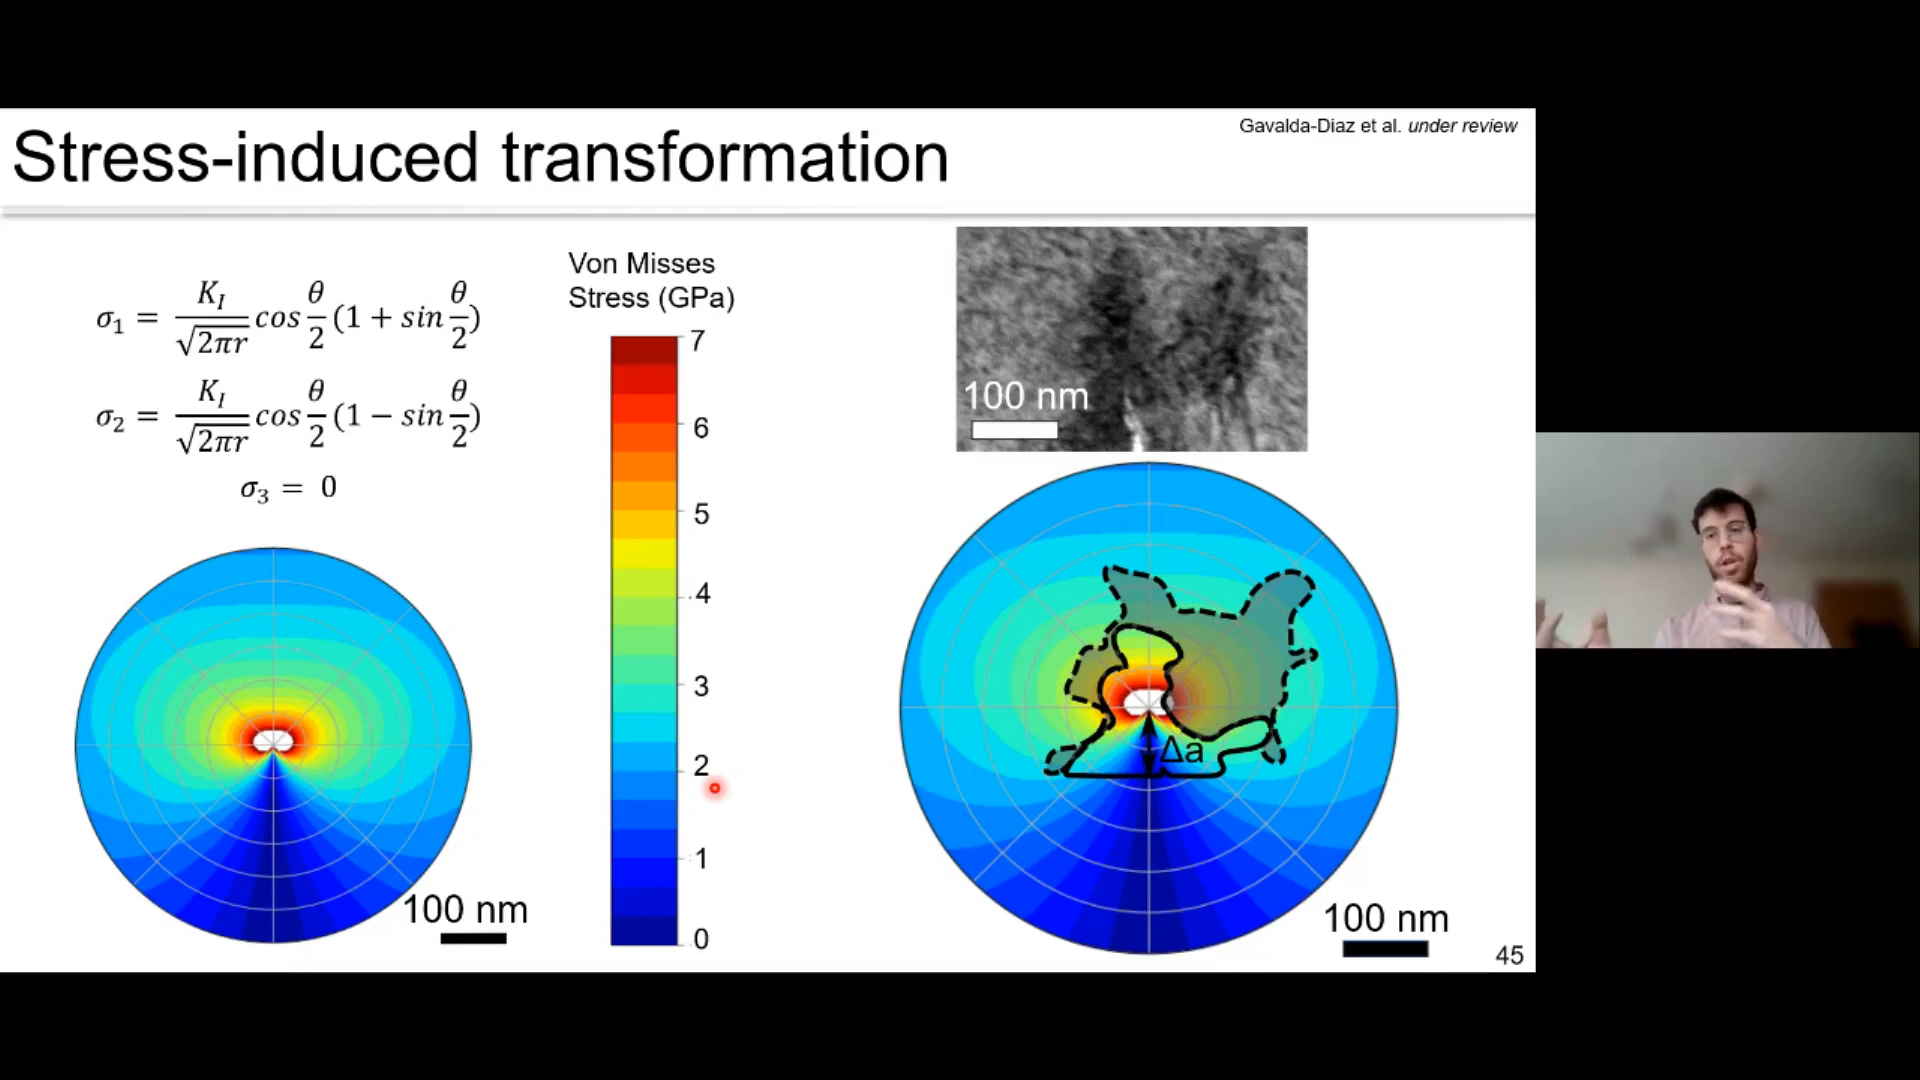 Gavalda-Diaz et al. under review
Stress-induced transformation
σ₁ = K_I/√(2πr) cos θ/2 (1 + sin θ/2)
σ₂ = K_I/√(2πr) cos θ/2 (1 − sin θ/2)
σ₃ = 0
Von Misses
Stress (GPa)
7
6
5
4
3
2
1
0
100 nm
100 nm
Δa
100 nm
45